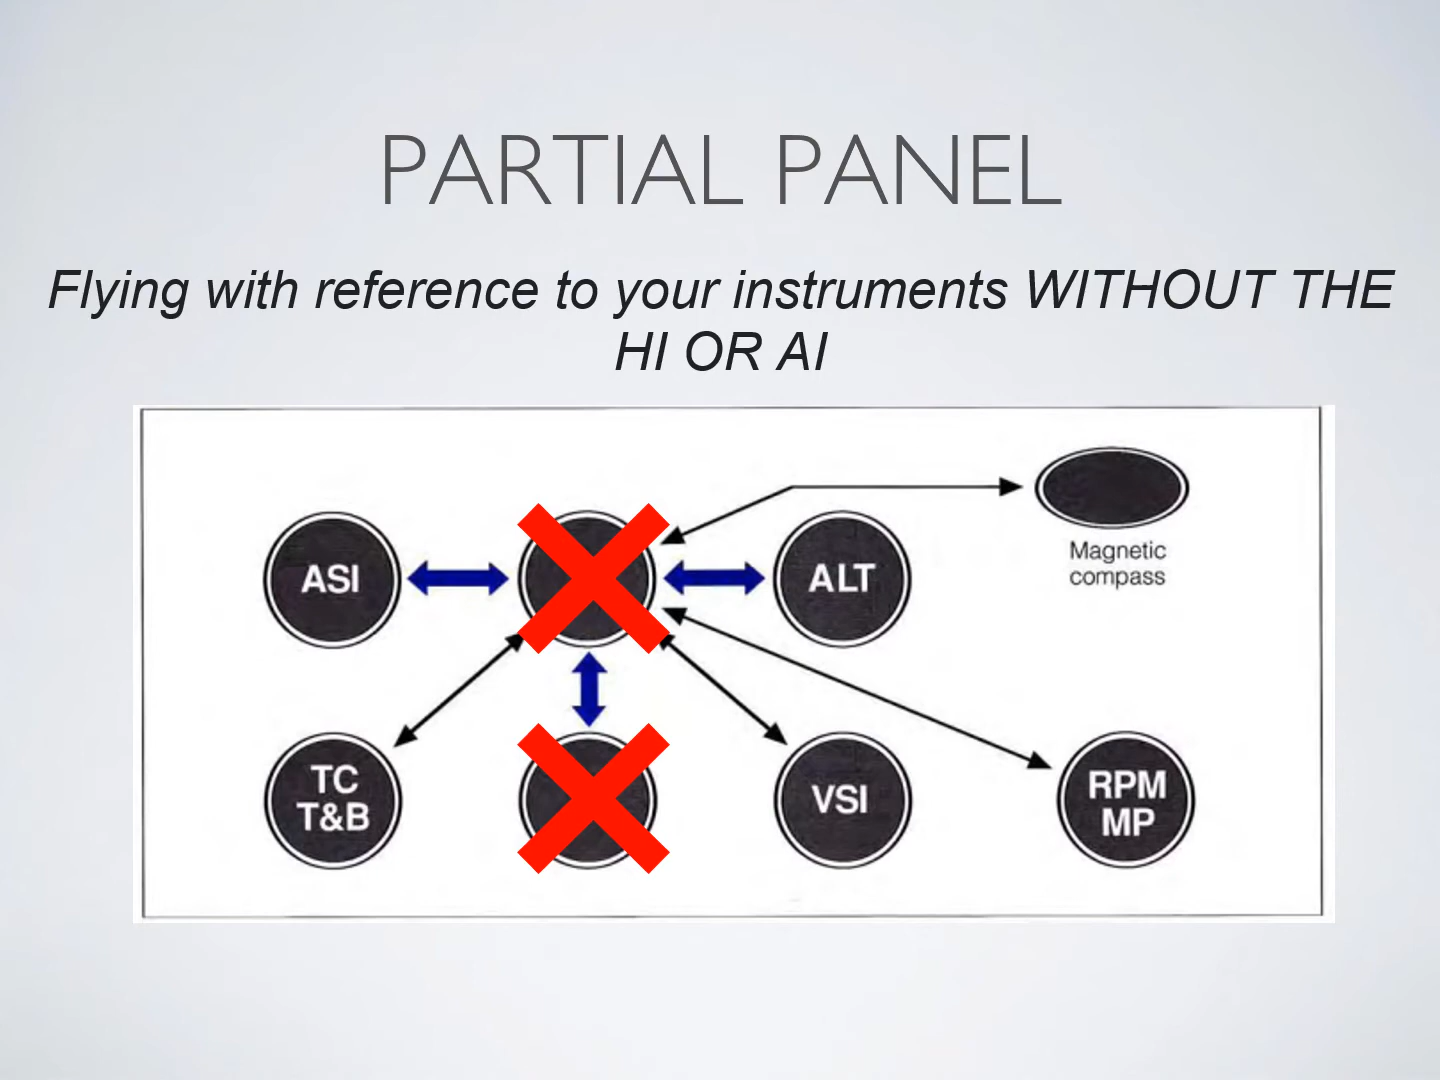 PARTIAL PANEL
Flying with reference to your instruments WITHOUT THE
HI OR AI
Magnetic
compass
ASI
ALT
TC
T&B
VSI
RPM
MP